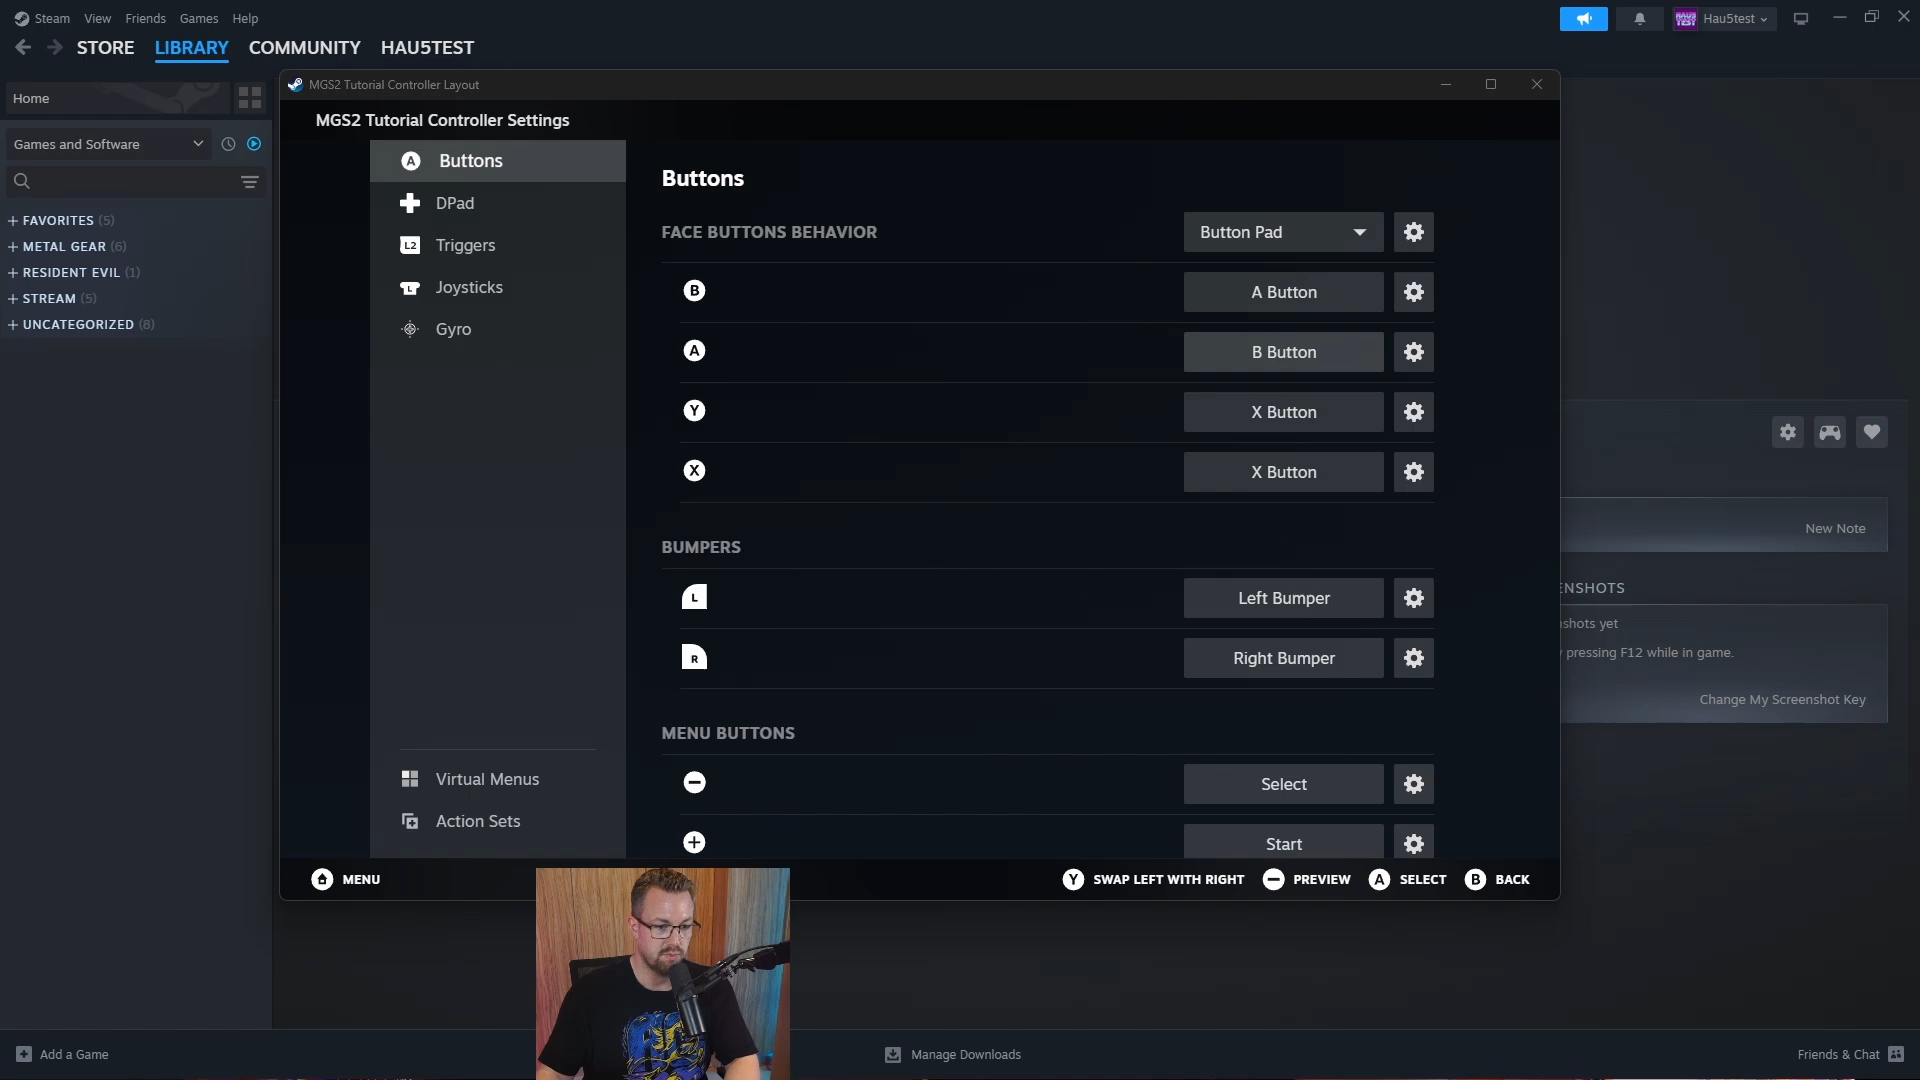 Steam View Friends Games Help
Hau5test
STORE LIBRARY COMMUNITY HAU5TEST
MGS2 Tutorial Controller Layout
Home
MGS2 Tutorial Controller Settings
Games and Software
FAVORITES (5)
METAL GEAR (6)
RESIDENT EVIL (1)
STREAM (5)
UNCATEGORIZED (8)
A Buttons
DPad
L2 Triggers
L Joysticks
Gyro
Virtual Menus
Action Sets
Buttons
FACE BUTTONS BEHAVIOR Button Pad
B A Button
A B Button
Y X Button
X X Button
BUMPERS
L Left Bumper
R Right Bumper
MENU BUTTONS
Select
Start
MENU
Y SWAP LEFT WITH RIGHT PREVIEW A SELECT B BACK
New Note
ENSHOTS
shots yet
pressing F12 while in game.
Change My Screenshot Key
Add a Game
Manage Downloads
Friends & Chat